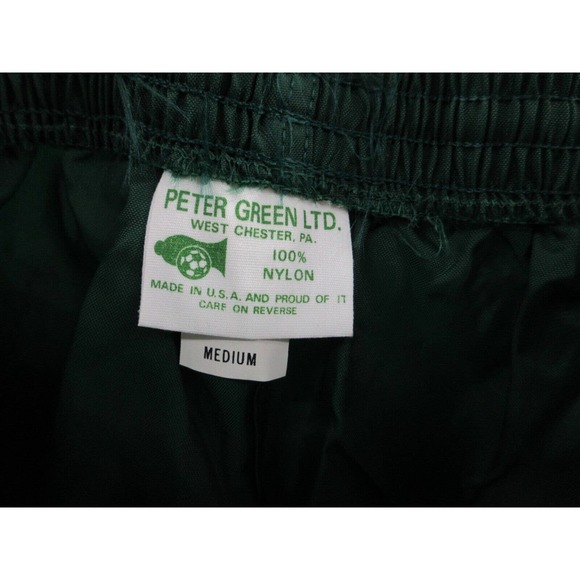 PETER GREEN LTD.
WEST CHESTER, PA.
100%
NYLON
MADE IN U.S.A. AND PROUD OF IT
CARE ON REVERSE
MEDIUM